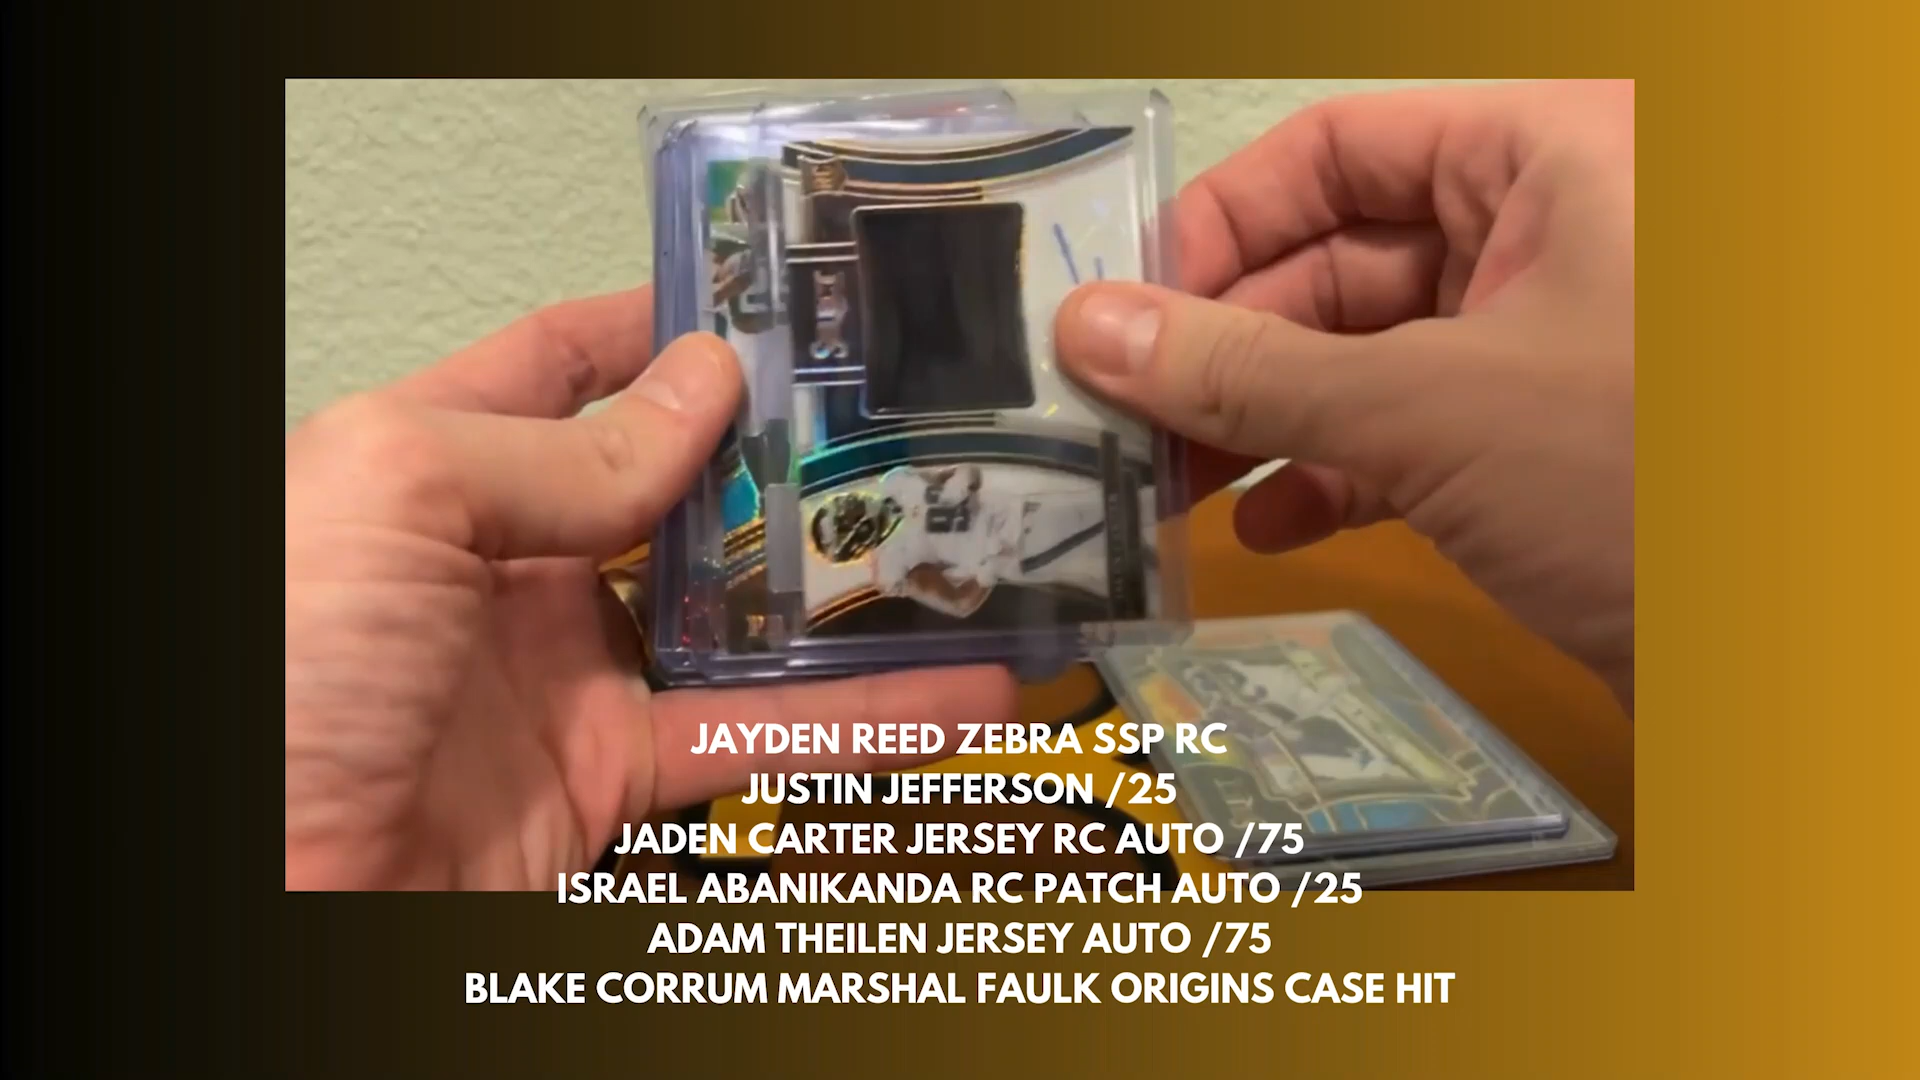 RC
JAYDEN REED ZEBRA SSP RC
JUSTIN JEFFERSON /25
JADEN CARTER JERSEY RC AUTO /75
ISRAEL ABANIKANDA RC PATCH AUTO /25
ADAM THEILEN JERSEY AUTO /75
BLAKE CORRUM MARSHAL FAULK ORIGINS CASE HIT